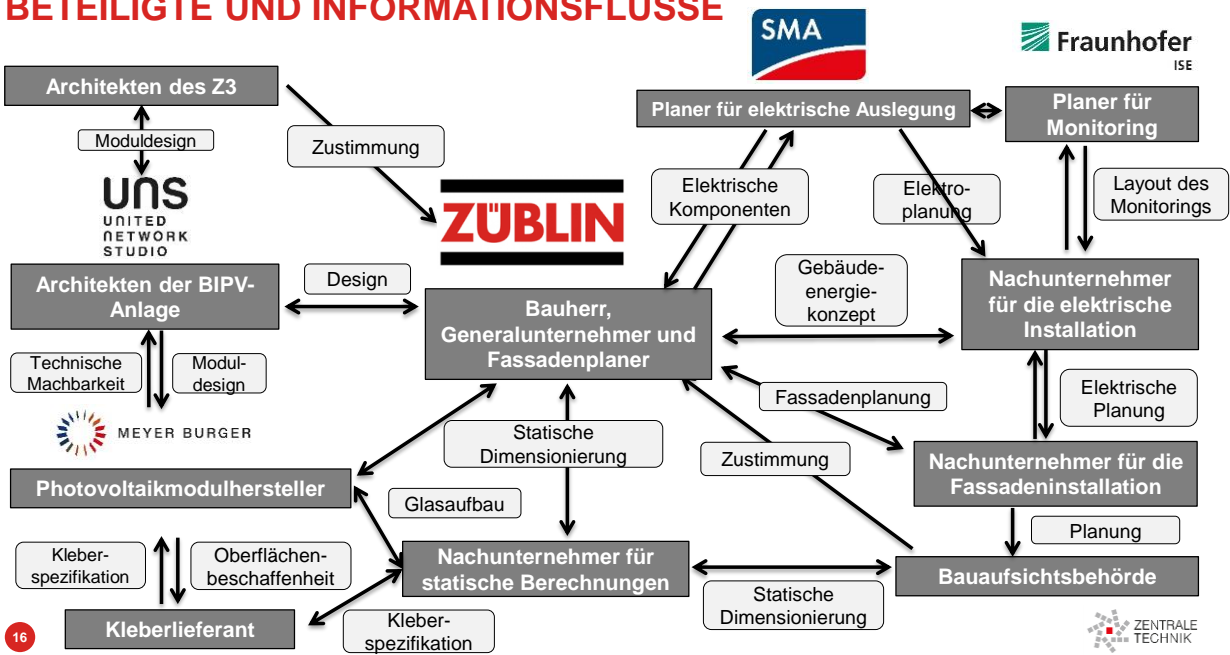 BETEILIGTE UND INFORMATIONSFLÜSSE
SMA
Fraunhofer
ISE
Architekten des Z3
Planer für elektrische Auslegung
Planer für
Monitoring
Moduldesign
Zustimmung
UNS
UNITED
NETWORK
STUDIO
ZÜBLIN
Elektrische
Komponenten
Elektro-
planung
Layout des
Monitorings
Architekten der BIPV-
Anlage
Design
Bauherr,
Generalunternehmer und
Fassadenplaner
Gebäude-
energie-
konzept
Nachunternehmer
für die elektrische
Installation
Technische
Machbarkeit
Modul-
design
Fassadenplanung
Elektrische
Planung
MEYER BURGER
Statische
Dimensionierung
Zustimmung
Nachunternehmer für die
Fassadeninstallation
Photovoltaikmodulhersteller
Glasaufbau
Planung
Kleber-
spezifikation
Oberflächen-
beschaffenheit
Nachunternehmer für
statische Berechnungen
Statische
Dimensionierung
Bauaufsichtsbehörde
Kleberlieferant
Kleber-
spezifikation
16
ZENTRALE
TECHNIK